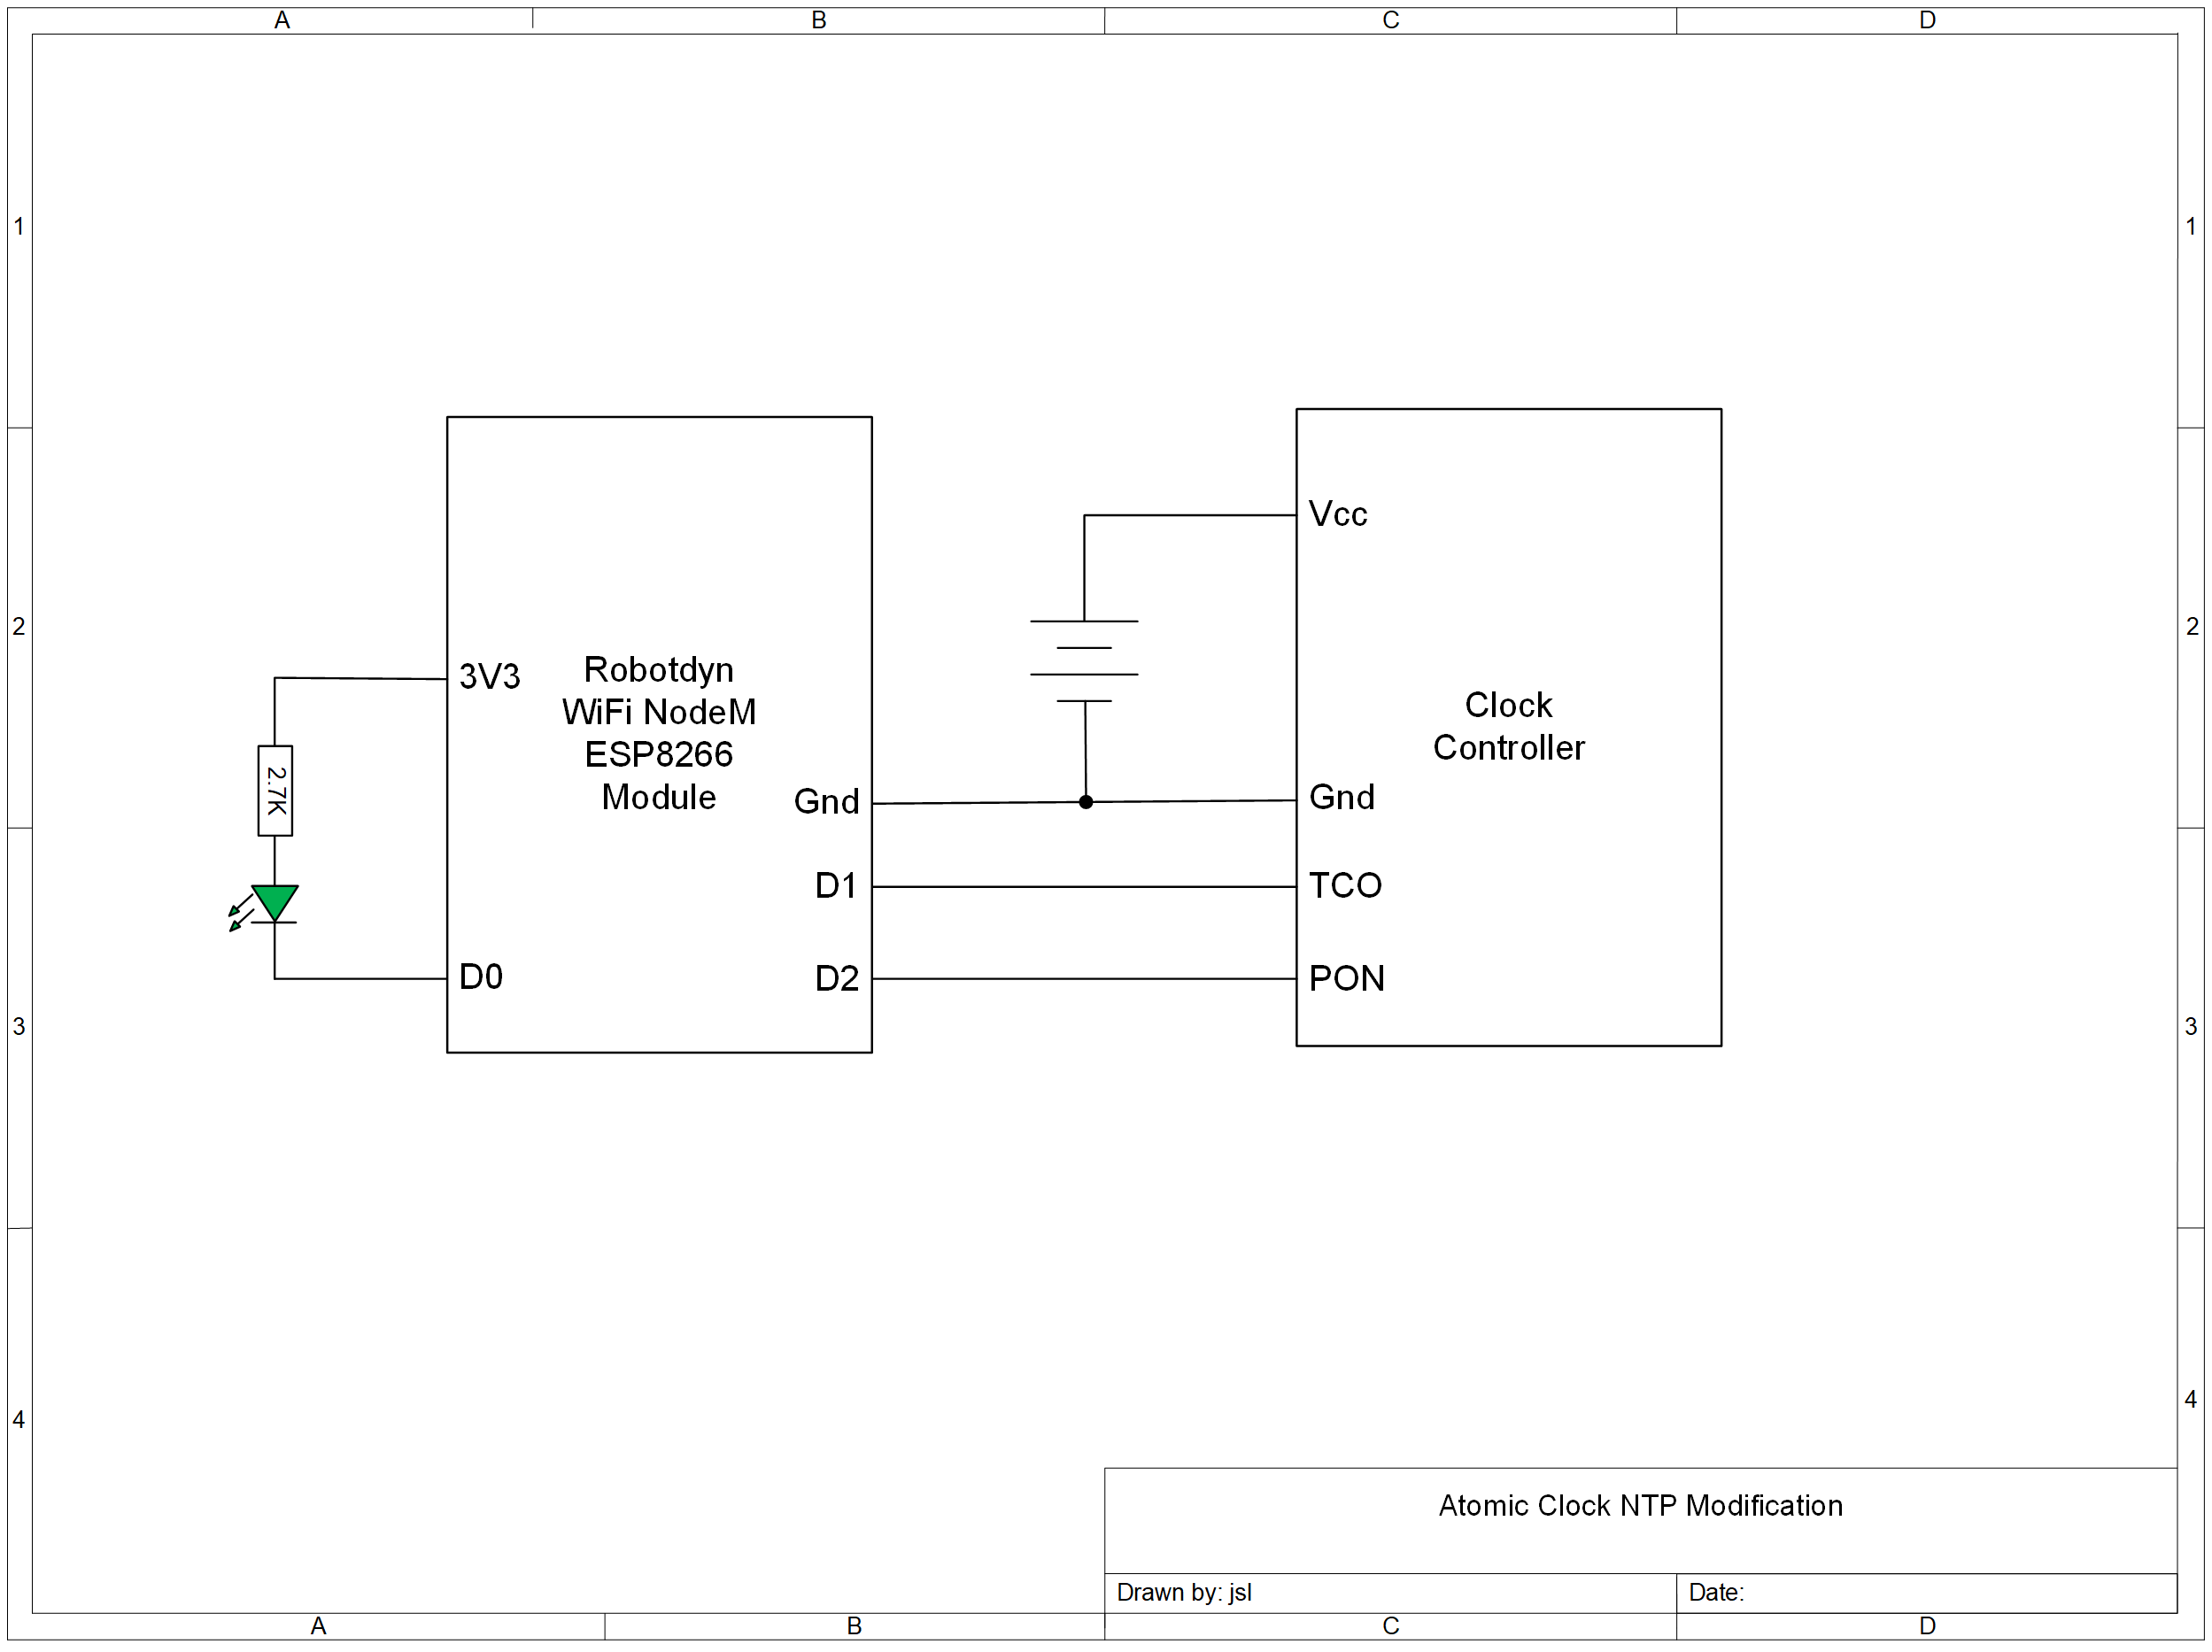 A B C D
1 1
Vcc
2 2
3V3
Robotdyn
WiFi NodeM
ESP8266
Module
Clock
Controller
2.7K
Gnd
Gnd
D1
TCO
D0
D2
PON
3 3
4 4
Atomic Clock NTP Modification
Drawn by: jsl
Date:
A B C D